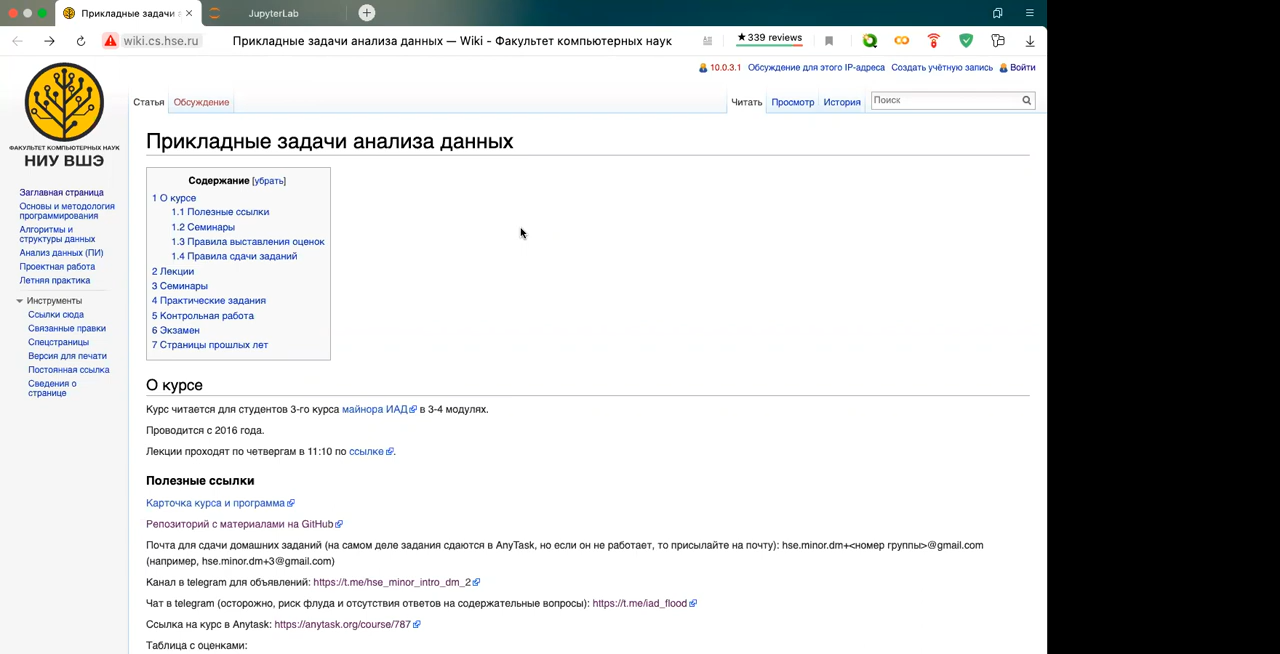 Прикладные задачи а
JupyterLab
wiki.cs.hse.ru
Прикладные задачи анализа данных — Wiki - Факультет компьютерных наук
★ 339 reviews
10.0.3.1 Обсуждение для этого IP-адреса Создать учётную запись Войти
Статья Обсуждение Читать Просмотр История Поиск
ФАКУЛЬТЕТ КОМПЬЮТЕРНЫХ НАУК
НИУ ВШЭ
Заглавная страница
Основы и методология
программирования
Алгоритмы и
структуры данных
Анализ данных (ПИ)
Проектная работа
Летняя практика
Инструменты
Ссылки сюда
Связанные правки
Спецстраницы
Версия для печати
Постоянная ссылка
Сведения о
странице
Прикладные задачи анализа данных
Содержание [убрать]
1 О курсе
1.1 Полезные ссылки
1.2 Семинары
1.3 Правила выставления оценок
1.4 Правила сдачи заданий
2 Лекции
3 Семинары
4 Практические задания
5 Контрольная работа
6 Экзамен
7 Страницы прошлых лет
О курсе
Курс читается для студентов 3-го курса майнора ИАД в 3-4 модулях.
Проводится с 2016 года.
Лекции проходят по четвергам в 11:10 по ссылке.
Полезные ссылки
Карточка курса и программа
Репозиторий с материалами на GitHub
Почта для сдачи домашних заданий (на самом деле задания сдаются в AnyTask, но если он не работает, то присылайте на почту): hse.minor.dm+<номер группы>@gmail.com
(например, hse.minor.dm+3@gmail.com)
Канал в telegram для объявлений: https://t.me/hse_minor_intro_dm_2
Чат в telegram (осторожно, риск флуда и отсутствия ответов на содержательные вопросы): https://t.me/iad_flood
Ссылка на курс в Anytask: https://anytask.org/course/787
Таблица с оценками: